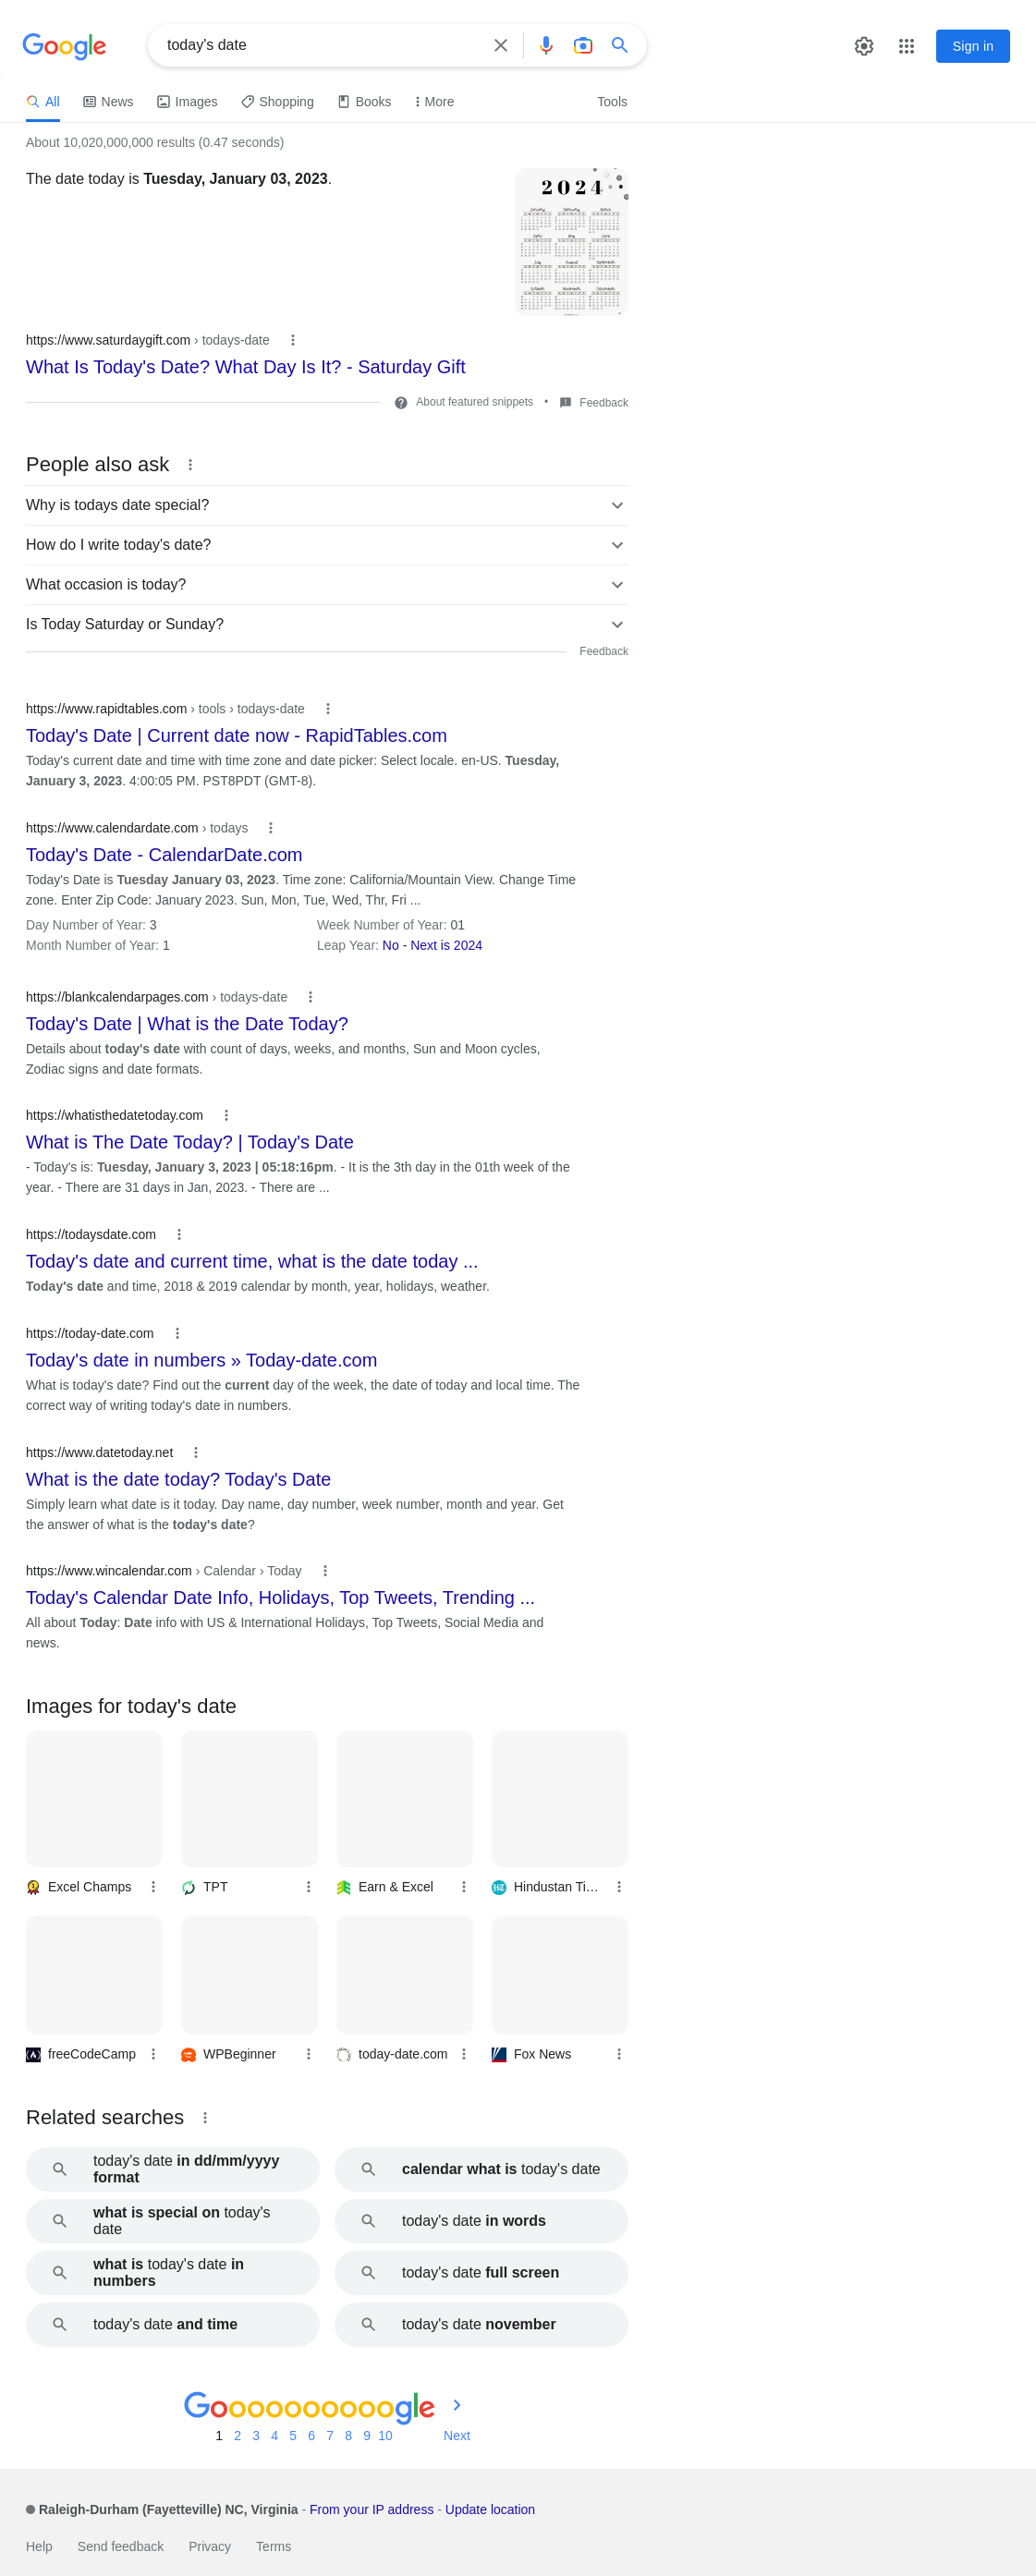 Google
today's date
Sign in
All
News
Images
Shopping
Books
More
Tools
About 10,020,000,000 results (0.47 seconds)
The date today is Tuesday, January 03, 2023.
2024
https://www.saturdaygift.com › todays-date
What Is Today's Date? What Day Is It? - Saturday Gift
About featured snippets • Feedback
People also ask
Why is todays date special?
How do I write today's date?
What occasion is today?
Is Today Saturday or Sunday?
Feedback
https://www.rapidtables.com › tools › todays-date
Today's Date | Current date now - RapidTables.com
Today's current date and time with time zone and date picker: Select locale. en-US. Tuesday,
January 3, 2023. 4:00:05 PM. PST8PDT (GMT-8).
https://www.calendardate.com › todays
Today's Date - CalendarDate.com
Today's Date is Tuesday January 03, 2023. Time zone: California/Mountain View. Change Time
zone. Enter Zip Code: January 2023. Sun, Mon, Tue, Wed, Thr, Fri ...
Day Number of Year: 3
Week Number of Year: 01
Month Number of Year: 1
Leap Year: No - Next is 2024
https://blankcalendarpages.com › todays-date
Today's Date | What is the Date Today?
Details about today's date with count of days, weeks, and months, Sun and Moon cycles,
Zodiac signs and date formats.
https://whatisthedatetoday.com
What is The Date Today? | Today's Date
- Today's is: Tuesday, January 3, 2023 | 05:18:16pm. - It is the 3th day in the 01th week of the
year. - There are 31 days in Jan, 2023. - There are ...
https://todaysdate.com
Today's date and current time, what is the date today ...
Today's date and time, 2018 & 2019 calendar by month, year, holidays, weather.
https://today-date.com
Today's date in numbers » Today-date.com
What is today's date? Find out the current day of the week, the date of today and local time. The
correct way of writing today's date in numbers.
https://www.datetoday.net
What is the date today? Today's Date
Simply learn what date is it today. Day name, day number, week number, month and year. Get
the answer of what is the today's date?
https://www.wincalendar.com › Calendar › Today
Today's Calendar Date Info, Holidays, Top Tweets, Trending ...
All about Today: Date info with US & International Holidays, Top Tweets, Social Media and
news.
Images for today's date
Excel Champs
TPT
Earn & Excel
Hindustan Ti...
freeCodeCamp
WPBeginner
today-date.com
Fox News
Related searches
today's date in dd/mm/yyyy
format
calendar what is today's date
what is special on today's
date
today's date in words
what is today's date in
numbers
today's date full screen
today's date and time
today's date november
Goooooooooogle
1 2 3 4 5 6 7 8 9 10 Next
Raleigh-Durham (Fayetteville) NC, Virginia - From your IP address - Update location
Help
Send feedback
Privacy
Terms